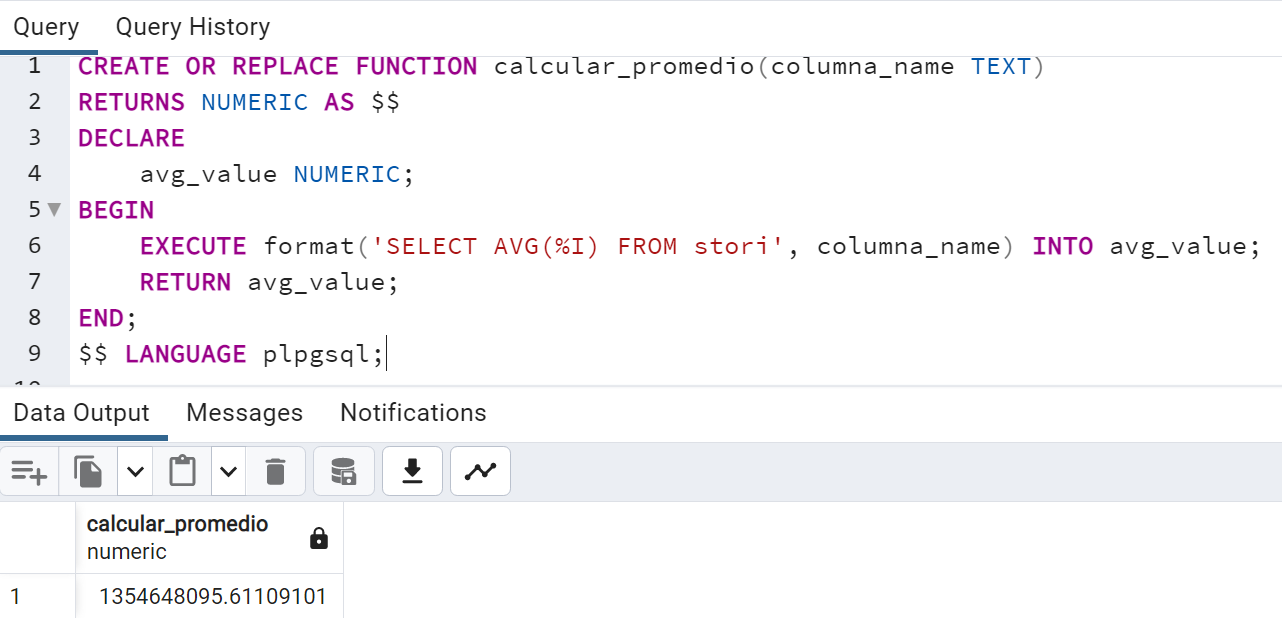 Query Query History
1 CREATE OR REPLACE FUNCTION calcular_promedio(columna_name TEXT)
2 RETURNS NUMERIC AS $$
3 DECLARE
4 avg_value NUMERIC;
5 BEGIN
6 EXECUTE format('SELECT AVG(%I) FROM stori', columna_name) INTO avg_value;
7 RETURN avg_value;
8 END;
9 $$ LANGUAGE plpgsql;
10
Data Output Messages Notifications
calcular_promedio
numeric
1 1354648095.61109101